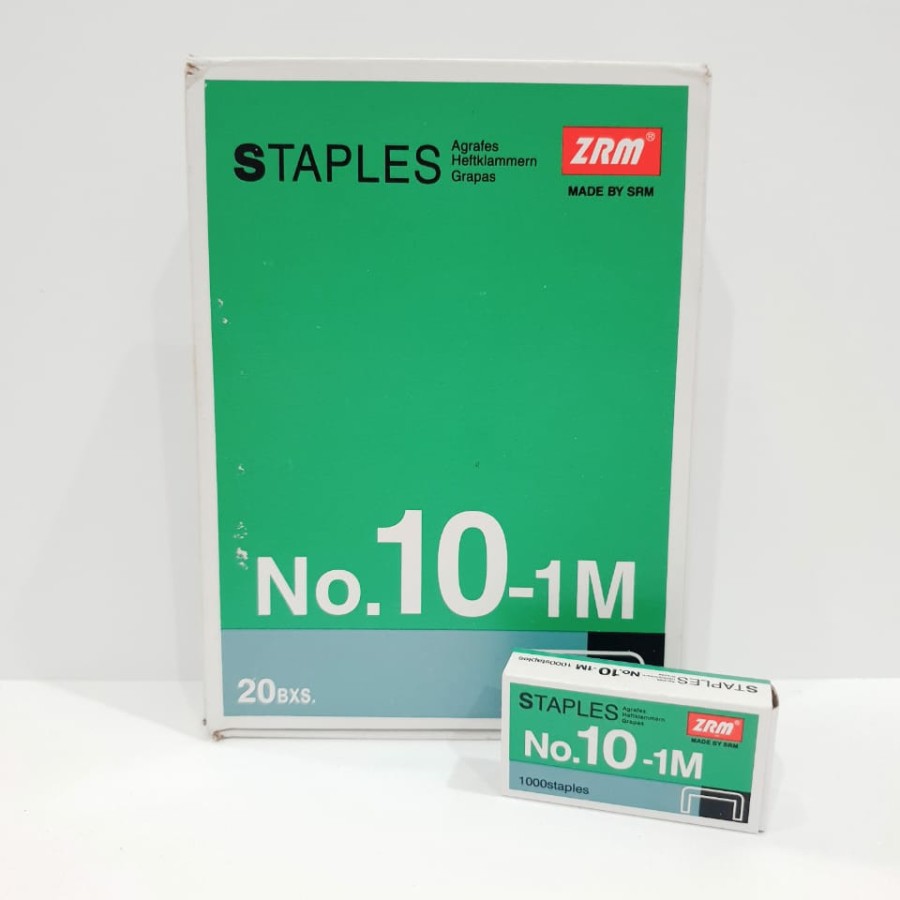 STAPLES
Agrafes
Heftklammern
Grapas
ZRM®
MADE BY SRM
No.10-1M
20BXS.
STAPLES No.10-1M 1000staples
STAPLES
Agrafes
Heftklammern
Grapas
ZRM®
MADE BY SRM
No.10-1M
1000staples